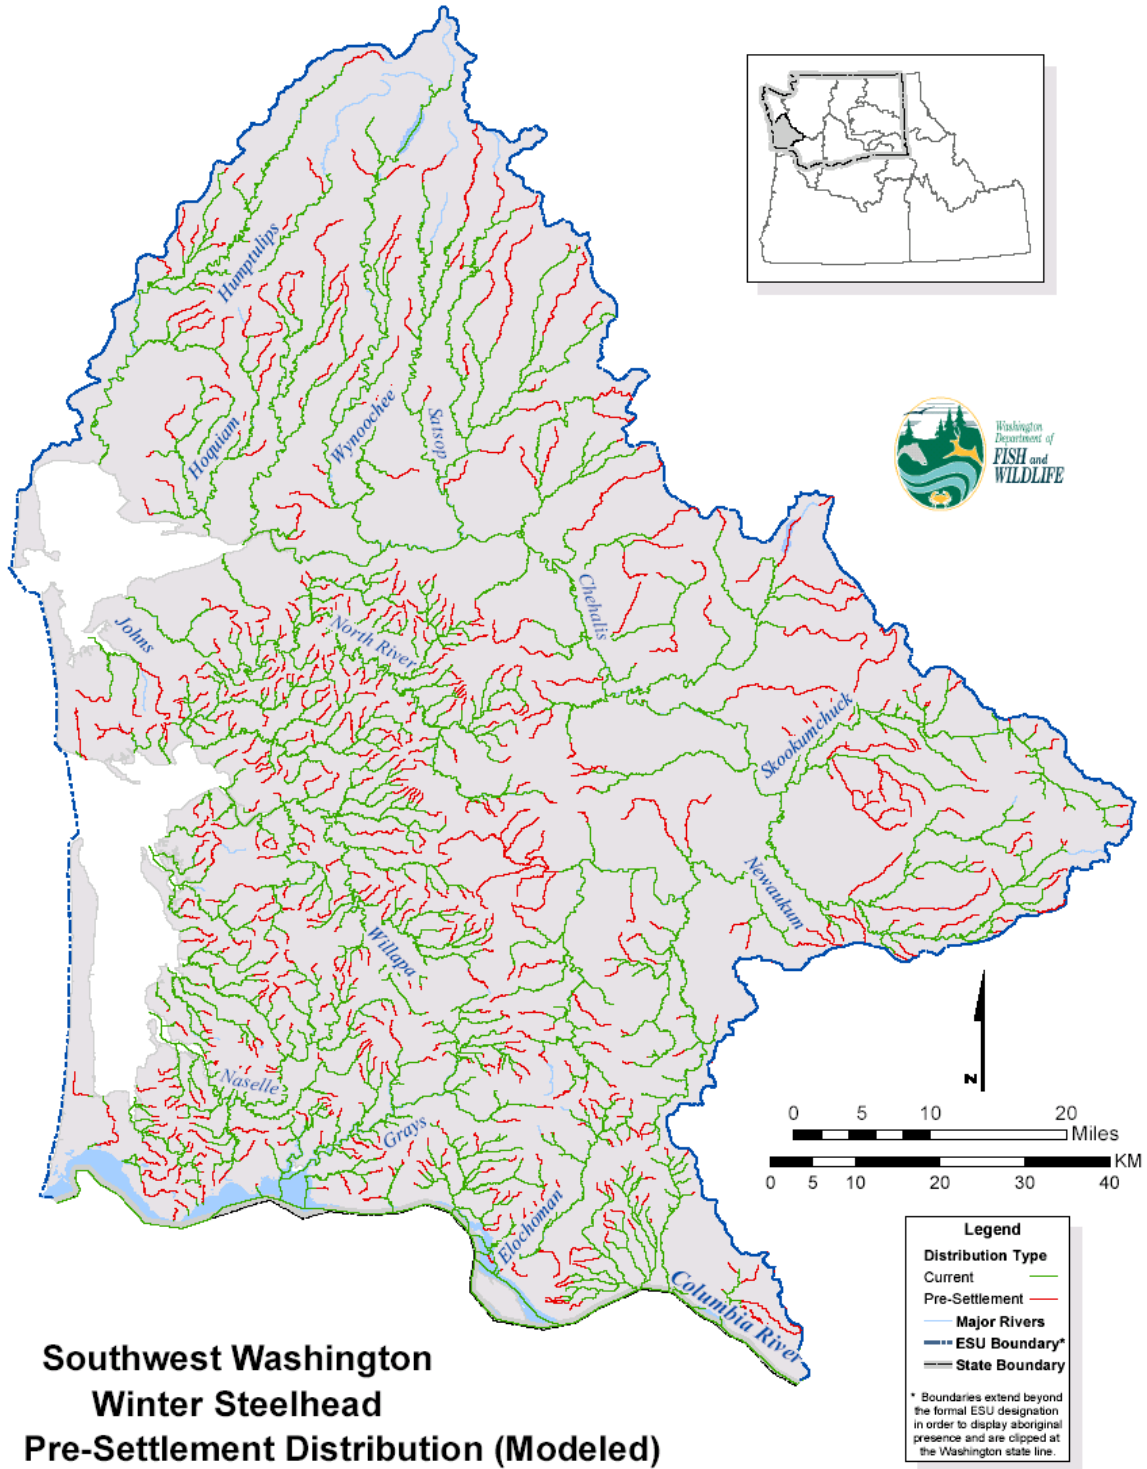 Humptulips
Hoquiam
Wynoochee
Satsop
Washington
Department of
FISH and
WILDLIFE
Chehalis
Johns
North River
Skookumchuck
Newaukum
Willapa
Naselle
Grays
Elochoman
Columbia River
N
0 5 10 20
Miles
KM
0 5 10 20 30 40
Legend
Distribution Type
Current
Pre-Settlement
Major Rivers
ESU Boundary*
State Boundary
* Boundaries extend beyond
the formal ESU designation
in order to display aboriginal
presence and are clipped at
the Washington state line.
Southwest Washington
Winter Steelhead
Pre-Settlement Distribution (Modeled)